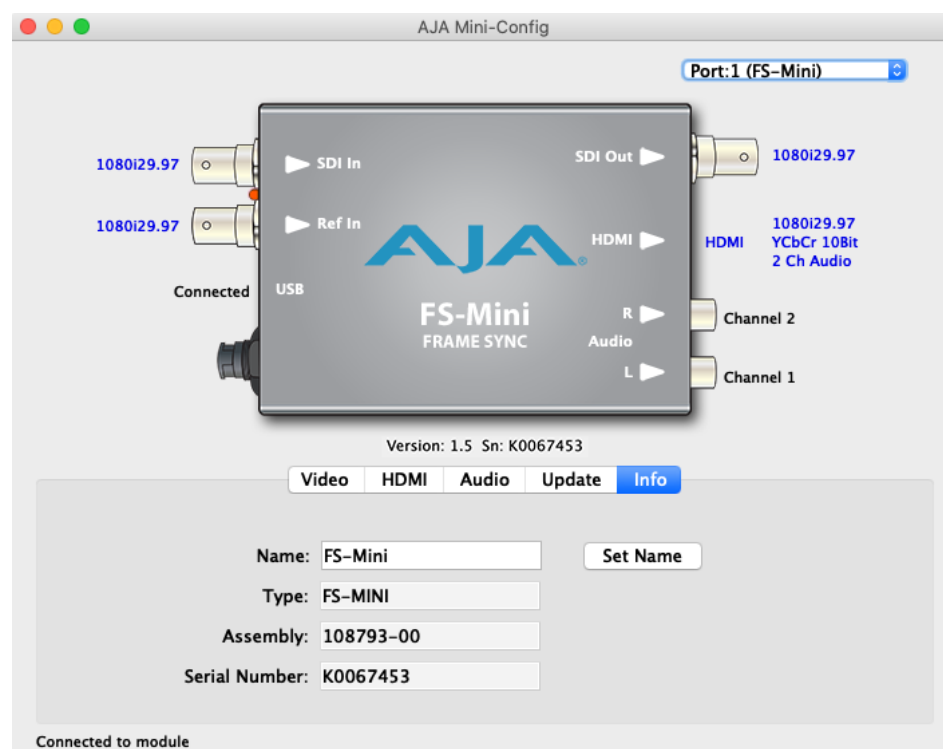 AJA Mini-Config
Port:1 (FS-Mini)
1080i29.97
SDI In
SDI Out
1080i29.97
1080i29.97
Ref In
AJA®
HDMI
HDMI
1080i29.97
YCbCr 10Bit
2 Ch Audio
Connected
USB
FS-Mini
FRAME SYNC
R
Audio
L
Channel 2
Channel 1
Version: 1.5 Sn: K0067453
Video HDMI Audio Update Info
Name: FS-Mini Set Name
Type: FS-MINI
Assembly: 108793-00
Serial Number: K0067453
Connected to module